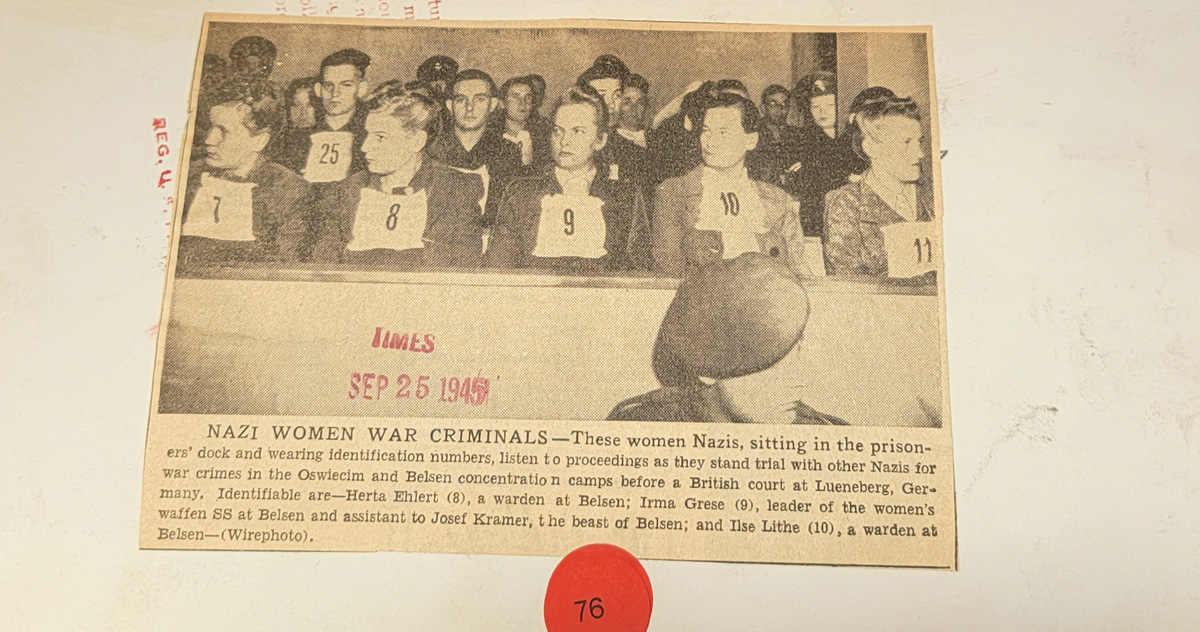 REG. U. S.
25
7
8
9
10
11
TIMES
SEP 25 1945
NAZI WOMEN WAR CRIMINALS—These women Nazis, sitting in the prison-
ers' dock and wearing identification numbers, listen to proceedings as they stand trial with other Nazis for
war crimes in the Oswiecim and Belsen concentration camps before a British court at Lueneberg, Ger-
many. Identifiable are—Herta Ehlert (8), a warden at Belsen; Irma Grese (9), leader of the women's
waffen SS at Belsen and assistant to Josef Kramer, the beast of Belsen; and Ilse Lithe (10), a warden at
Belsen—(Wirephoto).
76